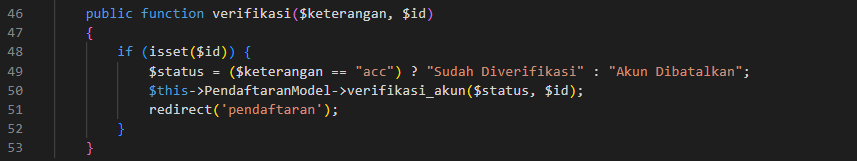 46 public function verifikasi($keterangan, $id)
47 {
48 if (isset($id)) {
49 $status = ($keterangan == "acc") ? "Sudah Diverifikasi" : "Akun Dibatalkan";
50 $this->PendaftaranModel->verifikasi_akun($status, $id);
51 redirect('pendaftaran');
52 }
53 }